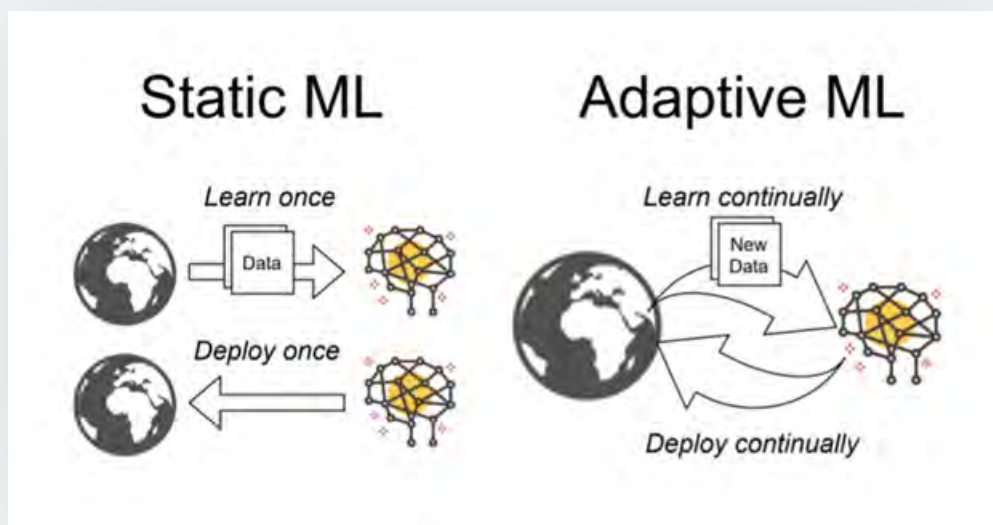 Static ML
Learn once
Data
Deploy once
Adaptive ML
Learn continually
New
Data
Deploy continually